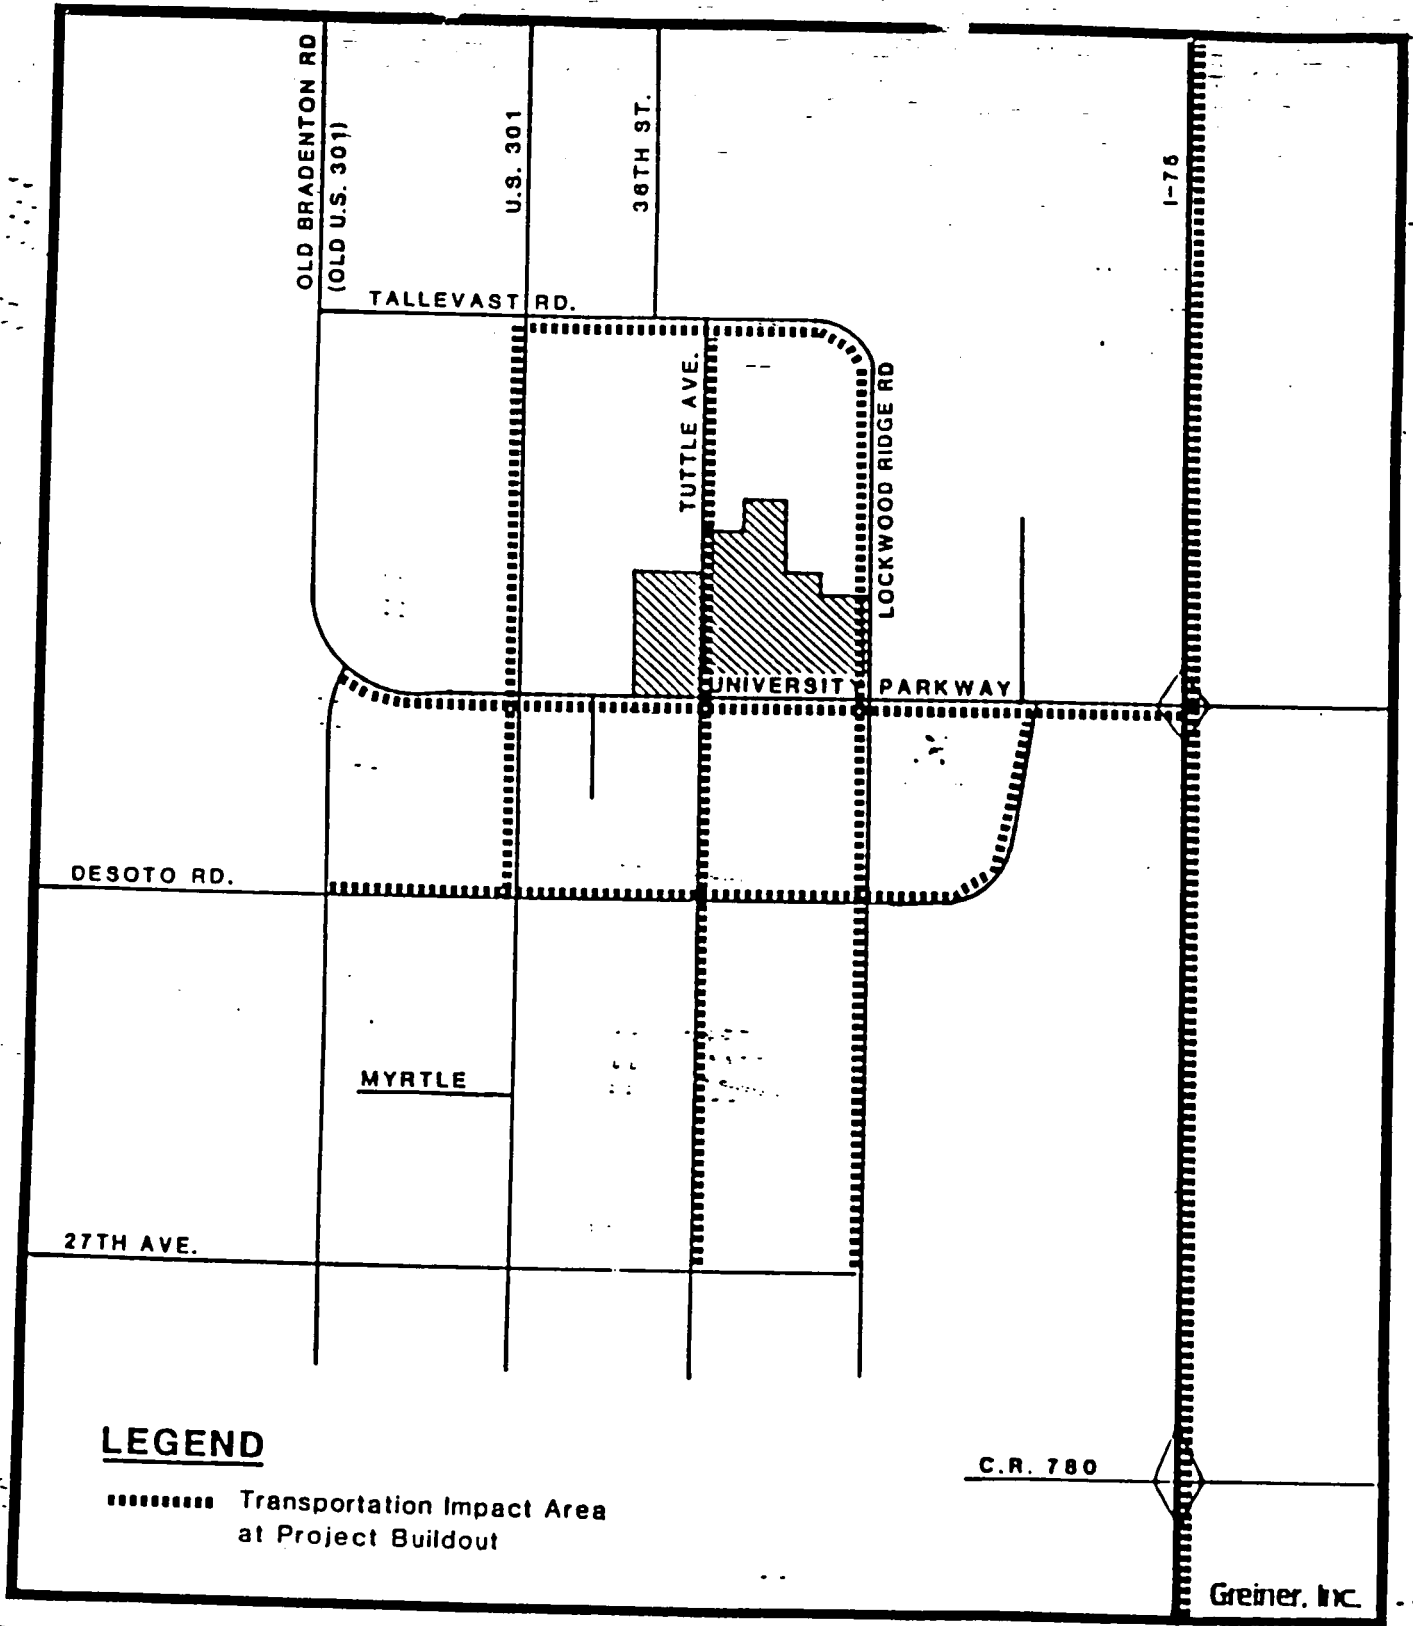 OLD BRADENTON RD
(OLD U.S. 301)
U.S. 301
36TH ST.
I-75
TALLEVAST RD.
TUTTLE AVE.
LOCKWOOD RIDGE RD
UNIVERSITY PARKWAY
DESOTO RD.
MYRTLE
27TH AVE.
LEGEND
Transportation Impact Area
at Project Buildout
C.R. 780
Greiner, Inc.